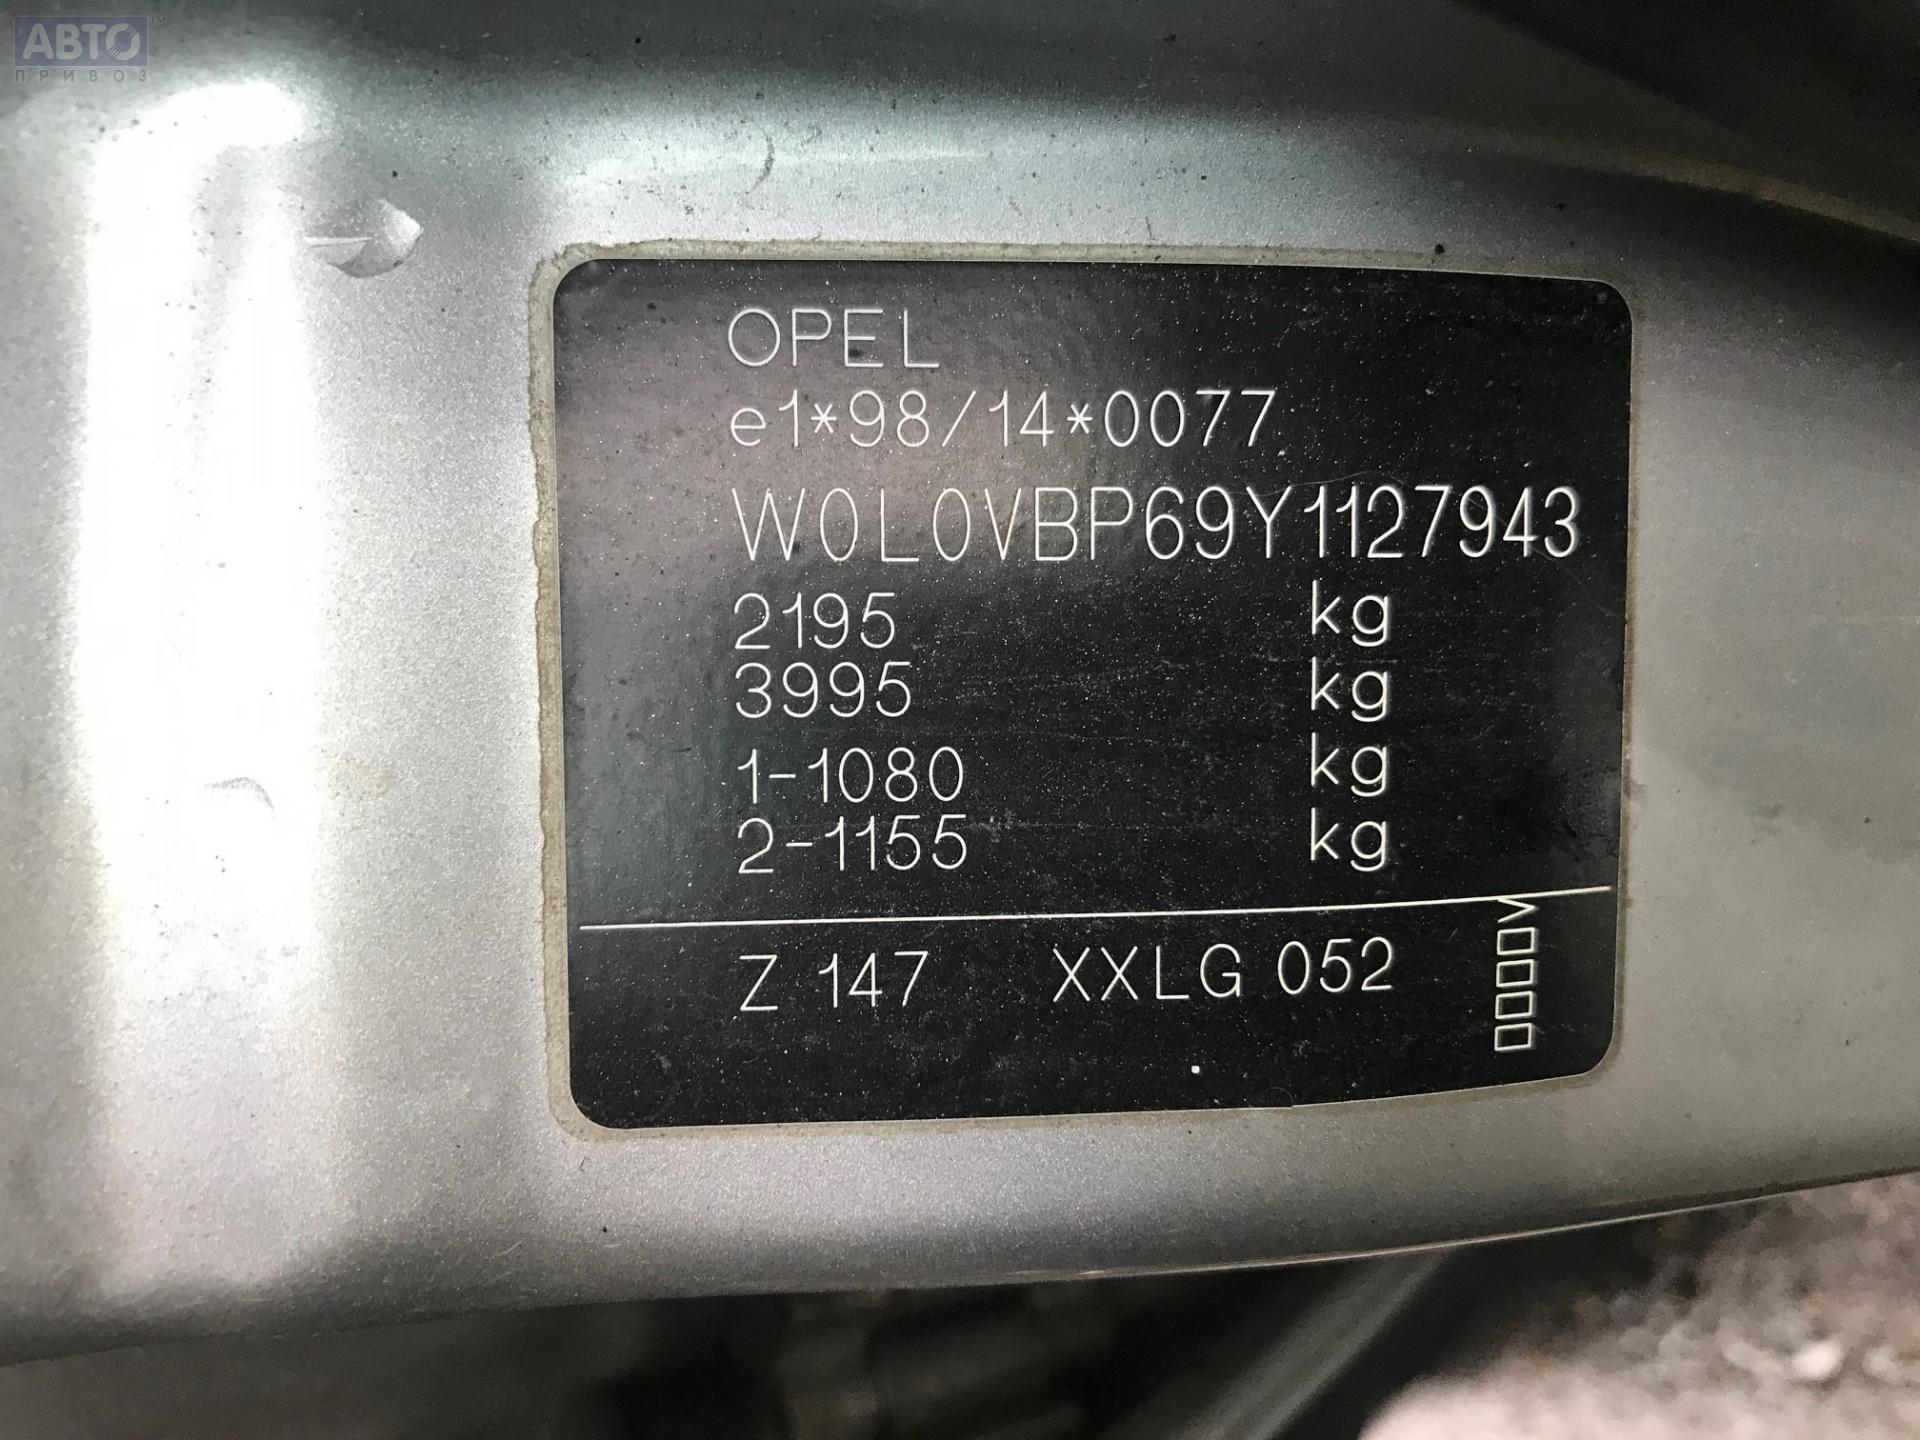 АВТО™
ПРИВОЗ
OPEL
e1*98/14*0077
W0L0VBP69Y1127943
2195 kg
3995 kg
1-1080 kg
2-1155 kg
Z 147 XXLG 052